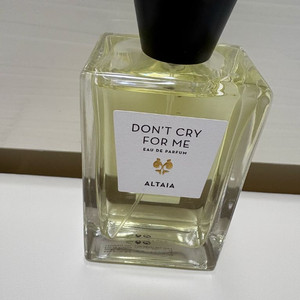 DON'T CRY
FOR ME
EAU DE PARFUM
ALTAIA